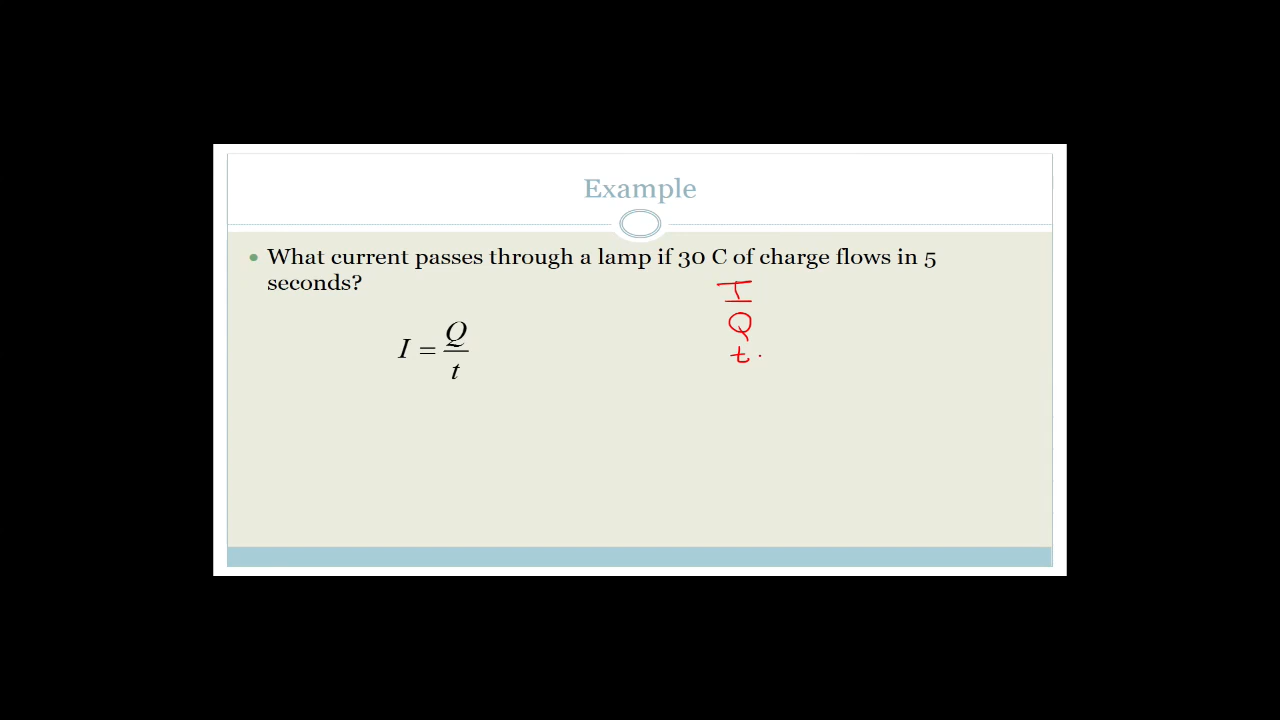 Example
• What current passes through a lamp if 30 C of charge flows in 5
seconds?
I
Q
t
I = Q/t